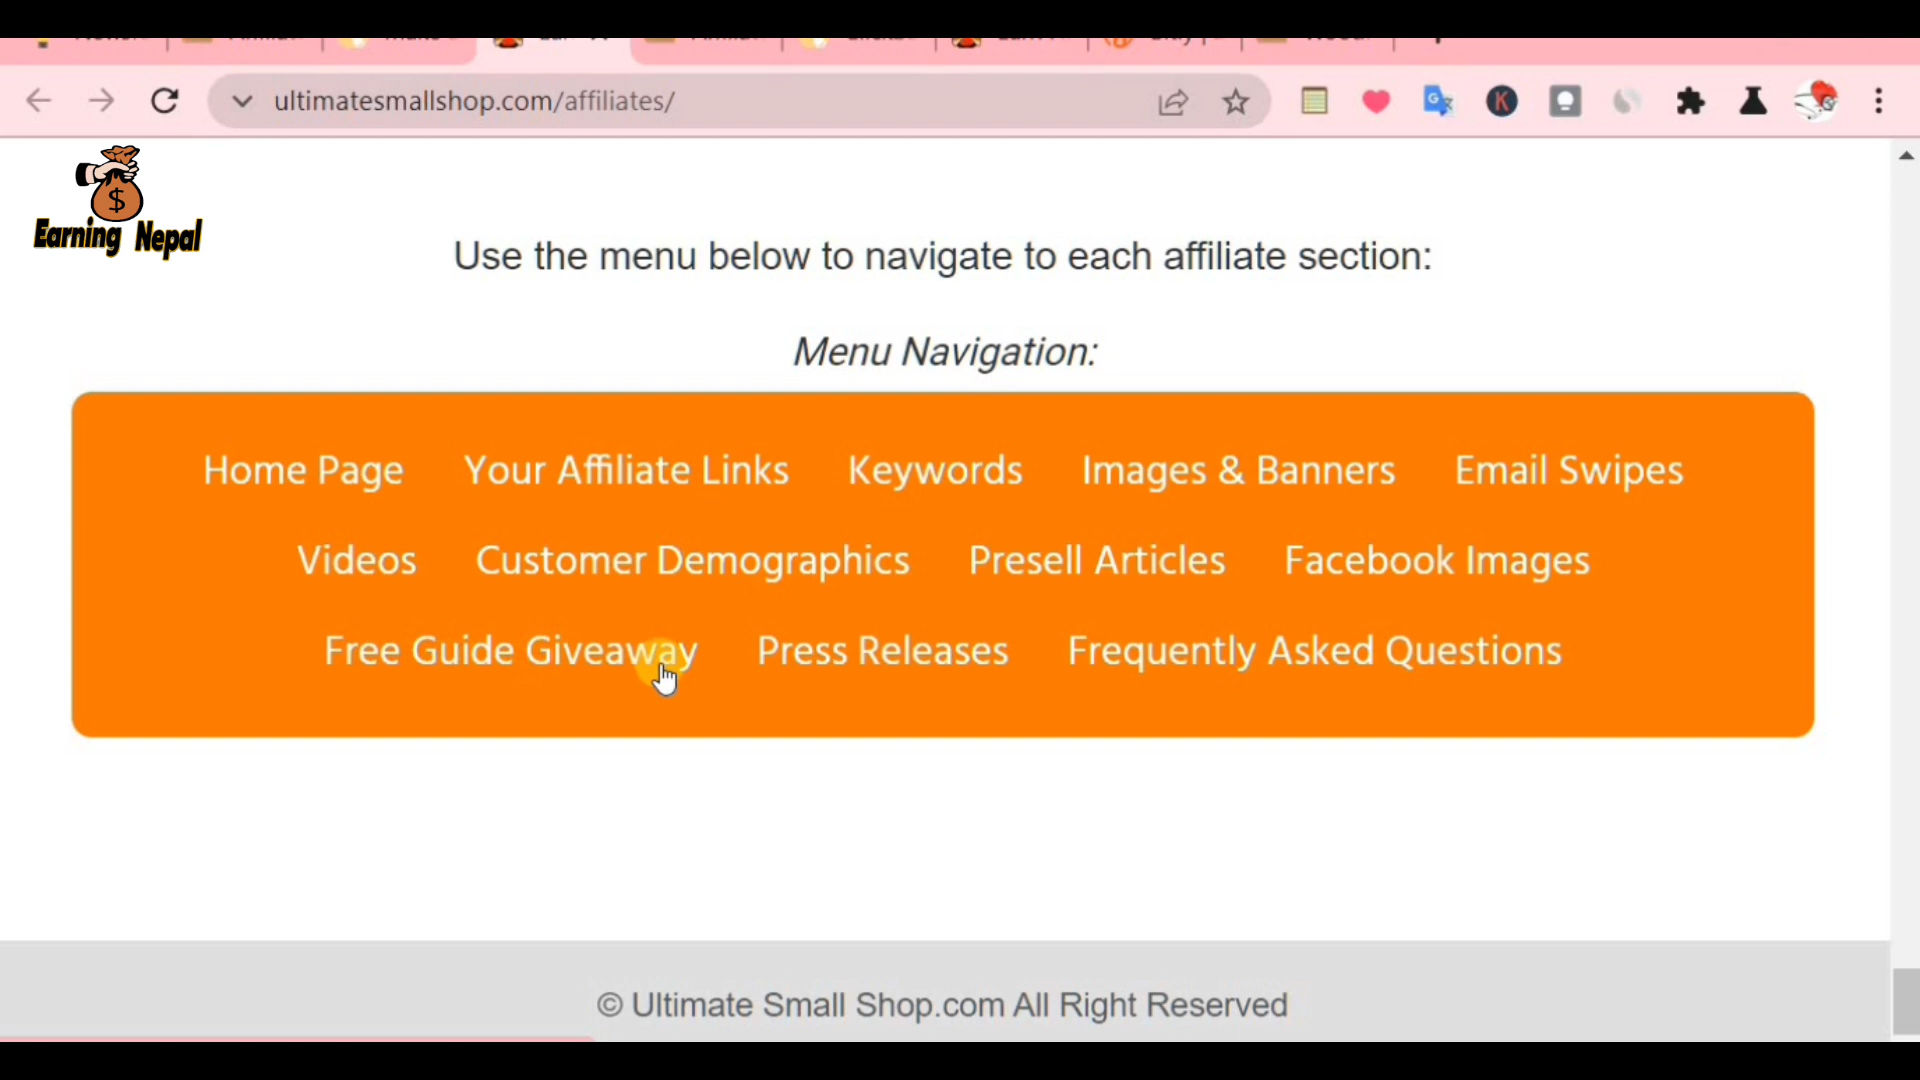 ultimatesmallshop.com/affiliates/
$
Earning Nepal
Use the menu below to navigate to each affiliate section:
Menu Navigation:
Home Page Your Affiliate Links Keywords Images & Banners Email Swipes
Videos Customer Demographics Presell Articles Facebook Images
Free Guide Giveaway Press Releases Frequently Asked Questions
© Ultimate Small Shop.com All Right Reserved